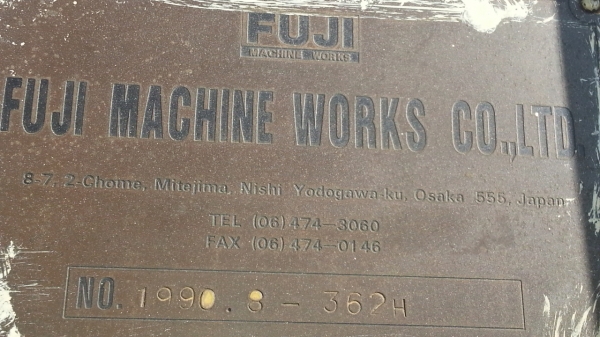 FUJI
MACHINE WORKS
FUJI MACHINE WORKS CO.,LTD.
8-7, 2-Chome, Mitejima, Nishi Yodogawa-ku, Osaka 555, Japan
TEL (06) 474-3060
FAX (06) 474-0146
NO. 1990.8-362H